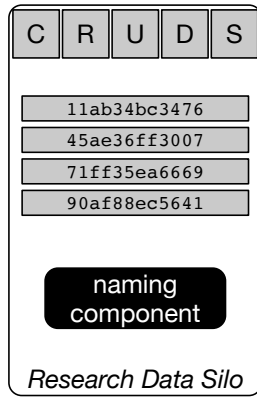 C R U D S
11ab34bc3476
45ae36ff3007
71ff35ea6669
90af88ec5641
naming
component
Research Data Silo